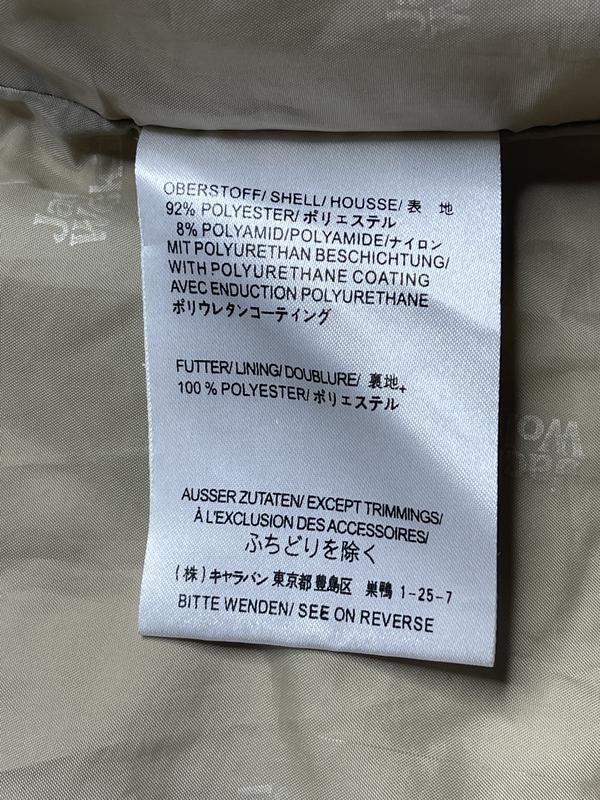 OBERSTOFF/ SHELL/ HOUSSE/ 表 地
92% POLYESTER/ ポリエステル
8% POLYAMID/POLYAMIDE/ナイロン
MIT POLYURETHAN BESCHICHTUNG/
WITH POLYURETHANE COATING
AVEC ENDUCTION POLYURETHANE
ポリウレタンコーティング
FUTTER/ LINING/ DOUBLURE/ 裏地+
100 % POLYESTER/ ポリエステル
AUSSER ZUTATEN/ EXCEPT TRIMMINGS/
À L'EXCLUSION DES ACCESSOIRES/
ふちどりを除く
(株) キャラバン 東京都豊島区 巣鴨 1-25-7
BITTE WENDEN/ SEE ON REVERSE